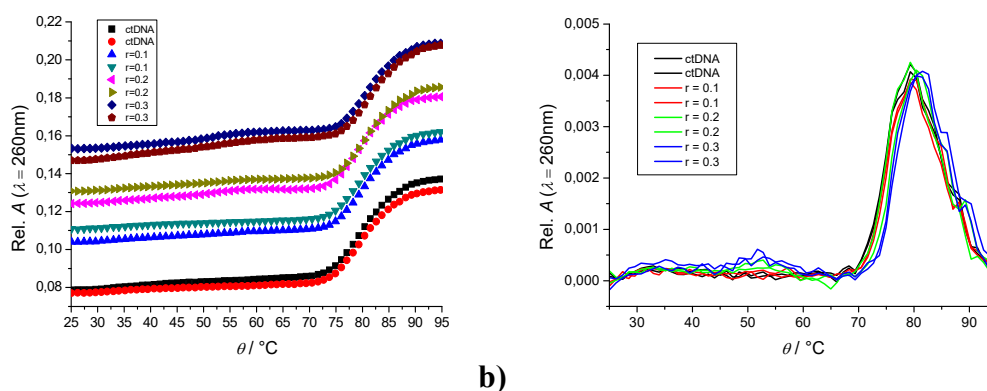 Rel. A (λ = 260nm)
0,22
0,20
0,18
0,16
0,14
0,12
0,10
0,08
ctDNA
ctDNA
r=0.1
r=0.1
r=0.2
r=0.2
r=0.3
r=0.3
25 30 35 40 45 50 55 60 65 70 75 80 85 90 95
θ / °C
Rel. A (λ = 260nm)
0,005
0,004
0,003
0,002
0,001
0,000
ctDNA
ctDNA
r = 0.1
r = 0.1
r = 0.2
r = 0.2
r = 0.3
r = 0.3
30 40 50 60 70 80 90
θ / °C
b)